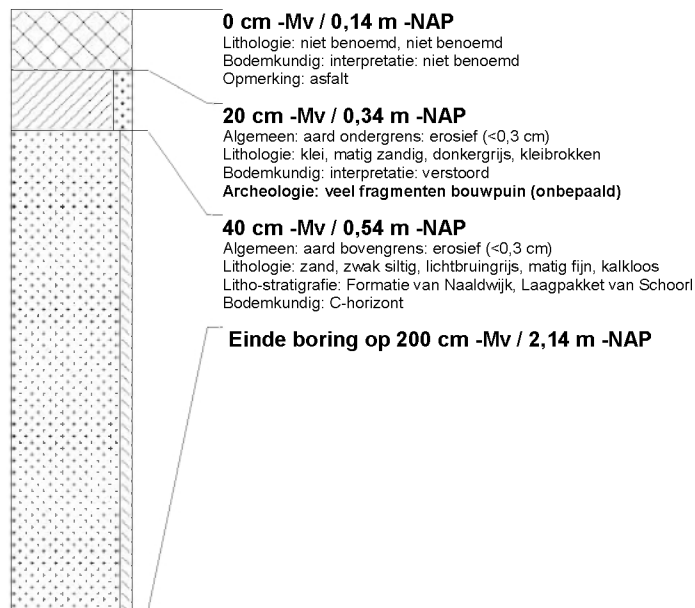 0 cm -Mv / 0,14 m -NAP
Lithologie: niet benoemd, niet benoemd
Bodemkundig: interpretatie: niet benoemd
Opmerking: asfalt
20 cm -Mv / 0,34 m -NAP
Algemeen: aard ondergrens: erosief (<0,3 cm)
Lithologie: klei, matig zandig, donkergrijs, kleibrokken
Bodemkundig: interpretatie: verstoord
Archeologie: veel fragmenten bouwpuin (onbepaald)
40 cm -Mv / 0,54 m -NAP
Algemeen: aard bovengrens: erosief (<0,3 cm)
Lithologie: zand, zwak siltig, lichtbruingrijs, matig fijn, kalkloos
Litho-stratigrafie: Formatie van Naaldwijk, Laagpakket van Schoorl
Bodemkundig: C-horizont
Einde boring op 200 cm -Mv / 2,14 m -NAP